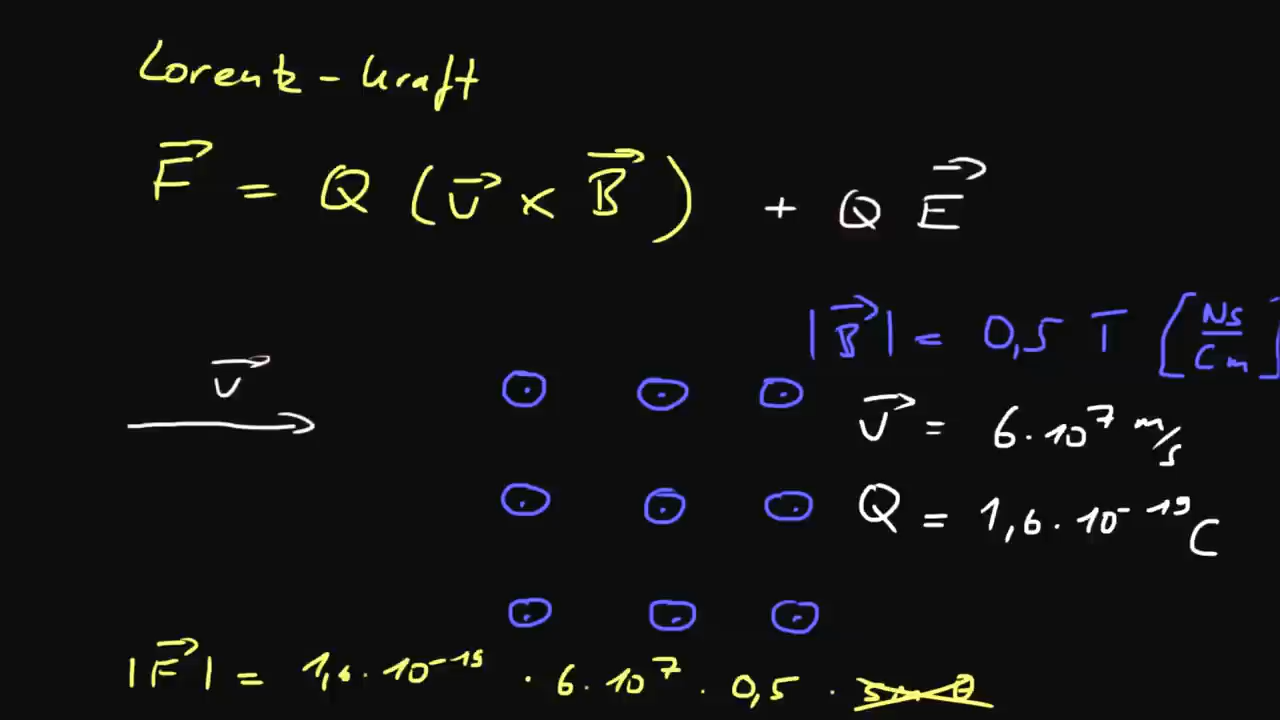 Lorentz-Kraft
F⃗ = Q (v⃗ × B⃗) + Q E⃗
|B⃗| = 0,5 T [Ns/Cm]
v⃗
v⃗ = 6·10⁷ m/s
Q = 1,6·10⁻¹⁹ C
|F⃗| = 1,6·10⁻¹⁹ · 6·10⁷ · 0,5 · sin θ